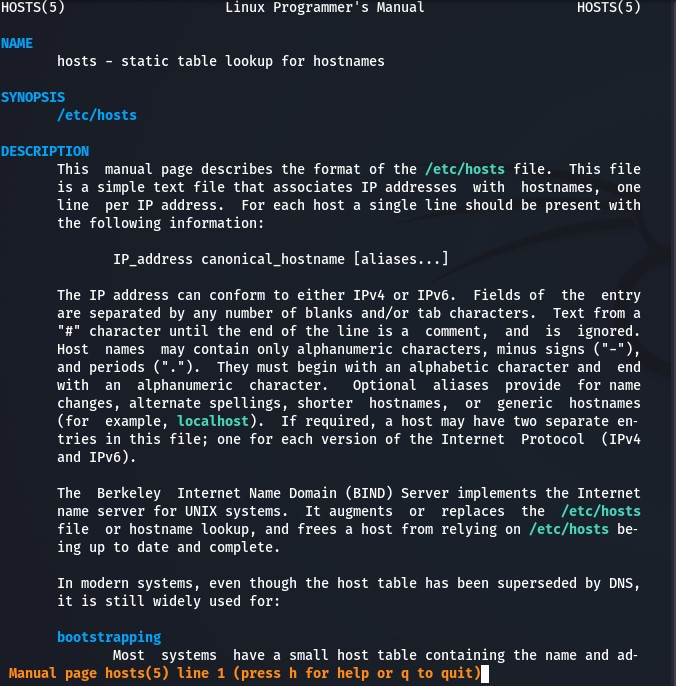 HOSTS(5) Linux Programmer's Manual HOSTS(5)
NAME
hosts - static table lookup for hostnames
SYNOPSIS
/etc/hosts
DESCRIPTION
This manual page describes the format of the /etc/hosts file. This file
is a simple text file that associates IP addresses with hostnames, one
line per IP address. For each host a single line should be present with
the following information:
IP_address canonical_hostname [aliases...]
The IP address can conform to either IPv4 or IPv6. Fields of the entry
are separated by any number of blanks and/or tab characters. Text from a
"#" character until the end of the line is a comment, and is ignored.
Host names may contain only alphanumeric characters, minus signs ("-"),
and periods ("."). They must begin with an alphabetic character and end
with an alphanumeric character. Optional aliases provide for name
changes, alternate spellings, shorter hostnames, or generic hostnames
(for example, localhost). If required, a host may have two separate en-
tries in this file; one for each version of the Internet Protocol (IPv4
and IPv6).
The Berkeley Internet Name Domain (BIND) Server implements the Internet
name server for UNIX systems. It augments or replaces the /etc/hosts
file or hostname lookup, and frees a host from relying on /etc/hosts be-
ing up to date and complete.
In modern systems, even though the host table has been superseded by DNS,
it is still widely used for:
bootstrapping
Most systems have a small host table containing the name and ad-
Manual page hosts(5) line 1 (press h for help or q to quit)